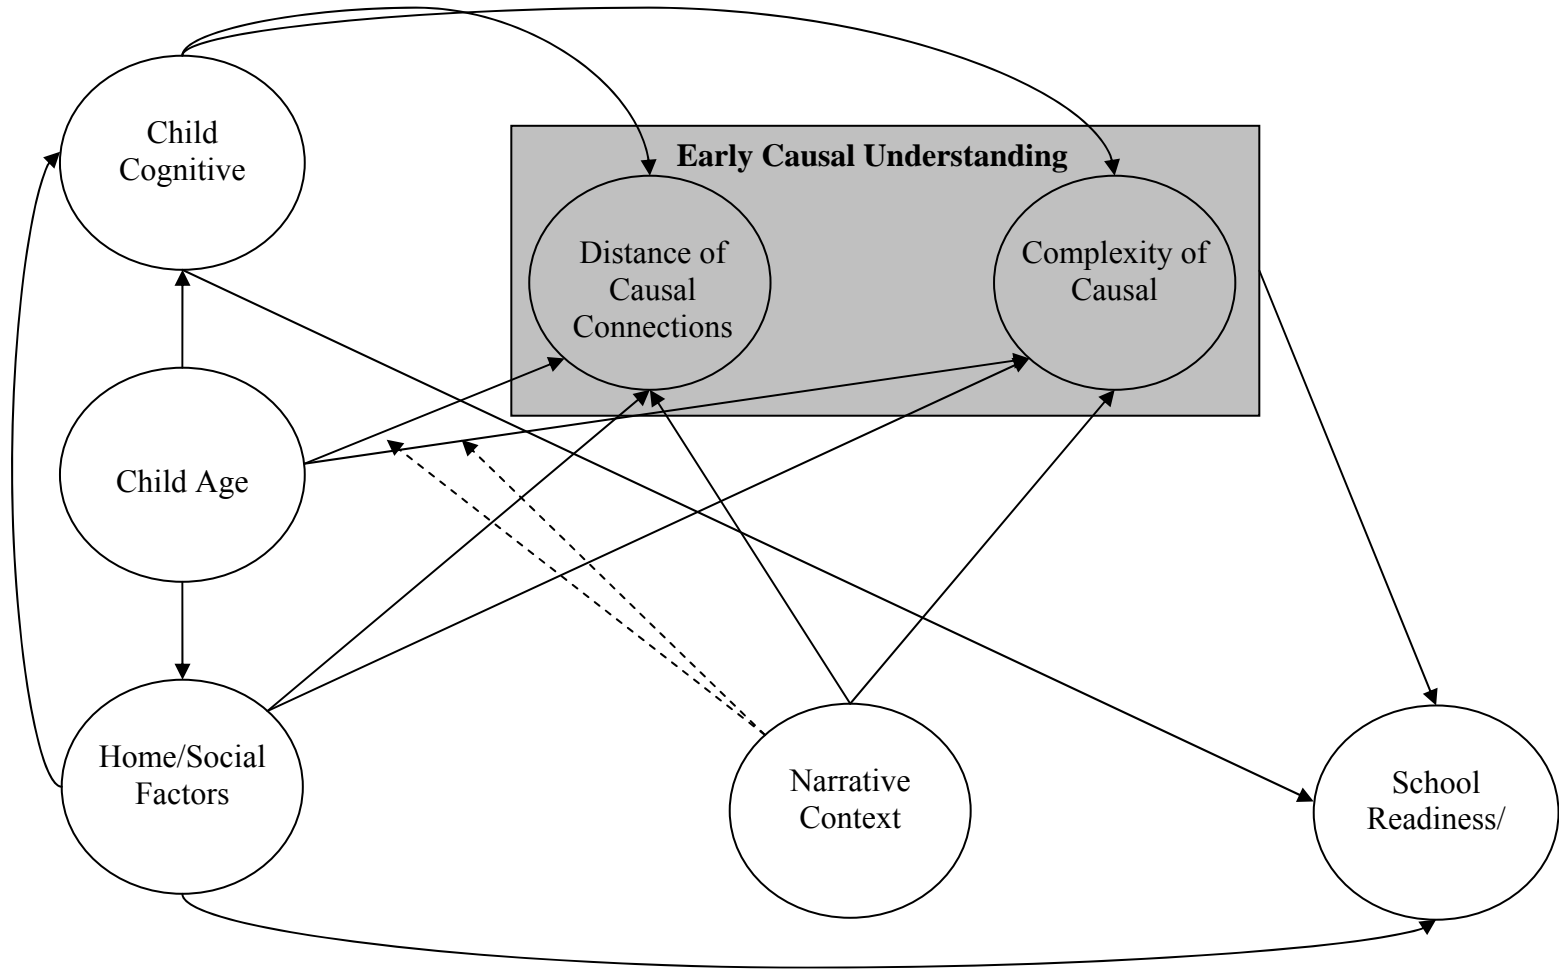 Child
Cognitive
Early Causal Understanding
Distance of
Causal
Connections
Complexity of
Causal
Child Age
Home/Social
Factors
Narrative
Context
School
Readiness/